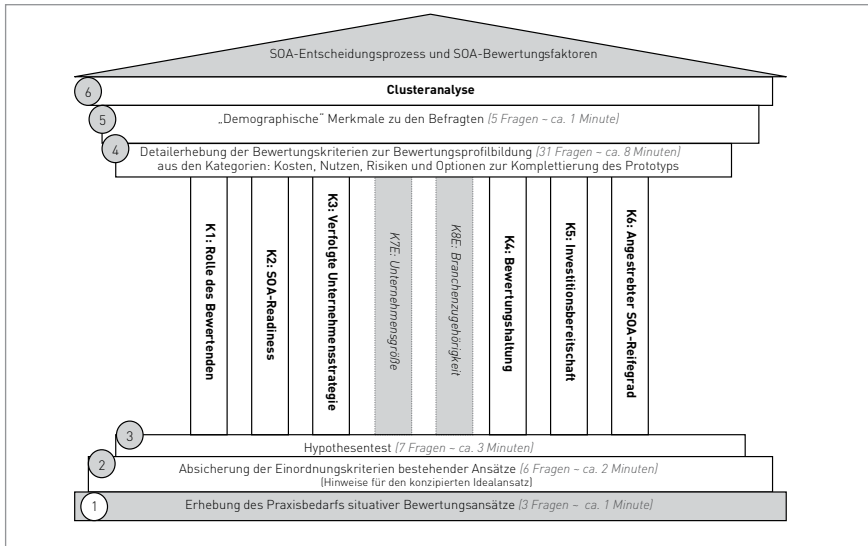 SOA-Entscheidungsprozess und SOA-Bewertungsfaktoren
6
Clusteranalyse
5
„Demographische“ Merkmale zu den Befragten (5 Fragen – ca. 1 Minute)
4
Detailerhebung der Bewertungskriterien zur Bewertungsprofilbildung (31 Fragen – ca. 8 Minuten)
aus den Kategorien: Kosten, Nutzen, Risiken und Optionen zur Komplettierung des Prototyps
K1: Rolle des Bewertenden
K2: SOA-Readiness
K3: Verfolgte Unternehmensstrategie
K7E: Unternehmensgröße
K8E: Branchenzugehörigkeit
K4: Bewertungshaltung
K5: Investitionsbereitschaft
K6: Angestrebter SOA-Reifegrad
3
Hypothesentest (7 Fragen – ca. 3 Minuten)
2
Absicherung der Einordnungskriterien bestehender Ansätze (6 Fragen – ca. 2 Minuten)
(Hinweise für den konzipierten Idealansatz)
1
Erhebung des Praxisbedarfs situativer Bewertungsansätze (3 Fragen – ca. 1 Minute)